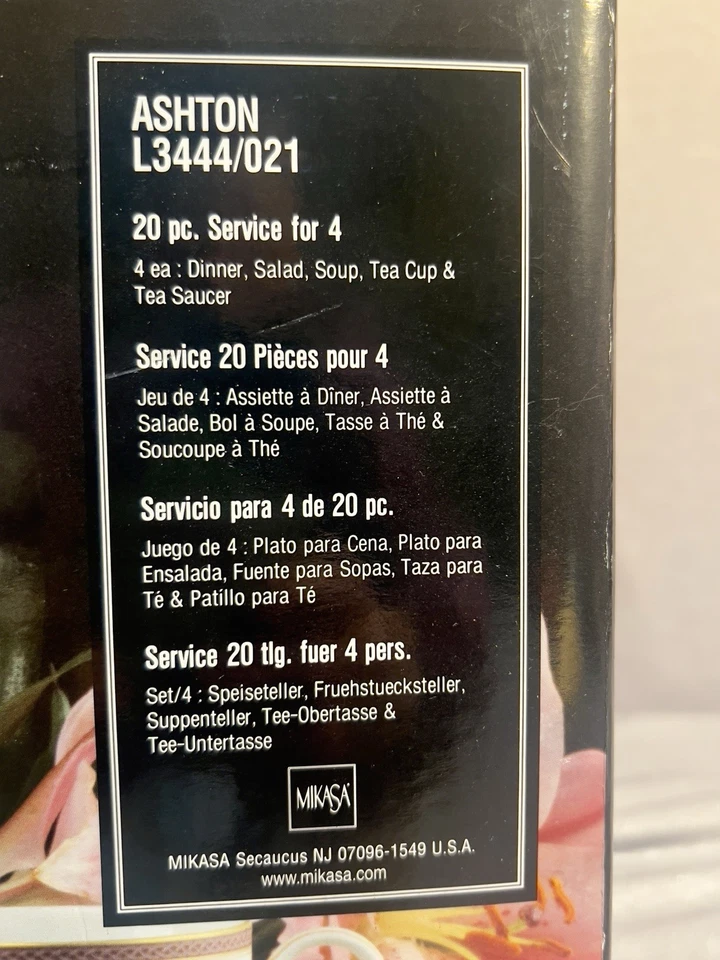 ASHTON
L3444/021
20 pc. Service for 4
4 ea : Dinner, Salad, Soup, Tea Cup &
Tea Saucer
Service 20 Pièces pour 4
Jeu de 4 : Assiette à Dîner, Assiette à
Salade, Bol à Soupe, Tasse à Thé &
Soucoupe à Thé
Servicio para 4 de 20 pc.
Juego de 4 : Plato para Cena, Plato para
Ensalada, Fuente para Sopas, Taza para
Té & Patíllo para Té
Service 20 tlg. fuer 4 pers.
Set/4 : Speiseteller, Fruehstuecksteller,
Suppenteller, Tee-Obertasse &
Tee-Untertasse
MIKASA
MIKASA Secaucus NJ 07096-1549 U.S.A.
www.mikasa.com